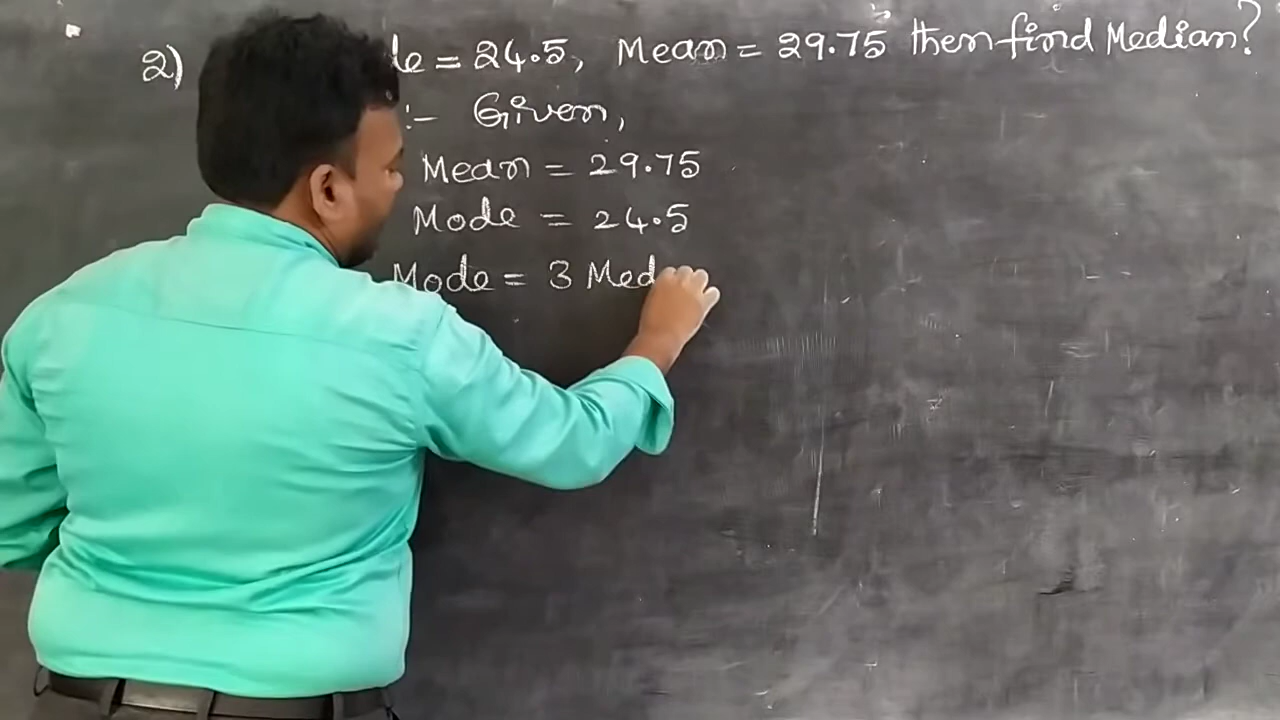 2) le = 24.5, Mean = 29.75 then find Median?
:- Given,
Mean = 29.75
Mode = 24.5
Mode = 3 Med